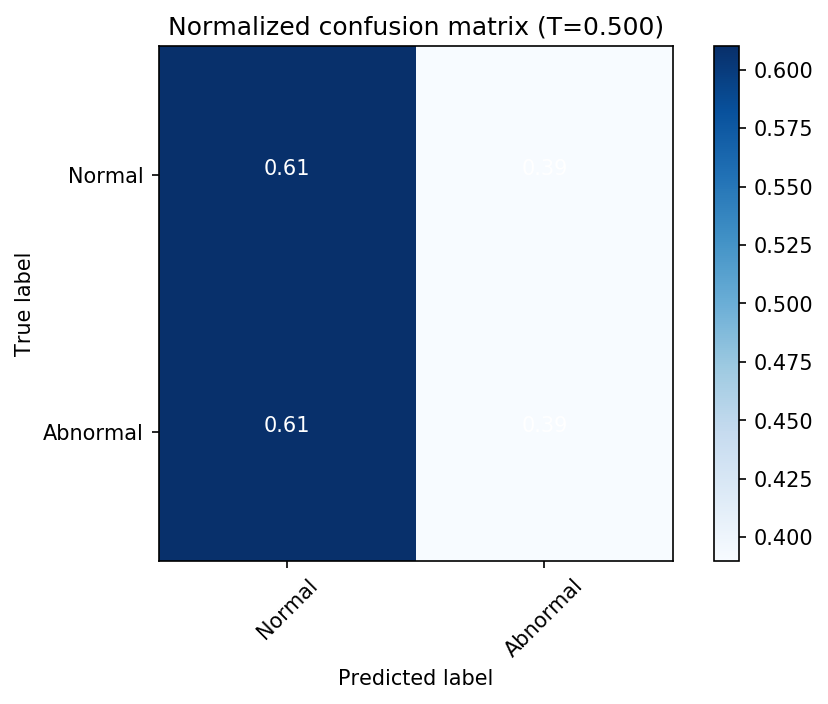 Normalized confusion matrix (T=0.500)
True label
Normal
0.61
0.39
Abnormal
0.61
0.39
Normal
Abnormal
Predicted label
0.600
0.575
0.550
0.525
0.500
0.475
0.450
0.425
0.400